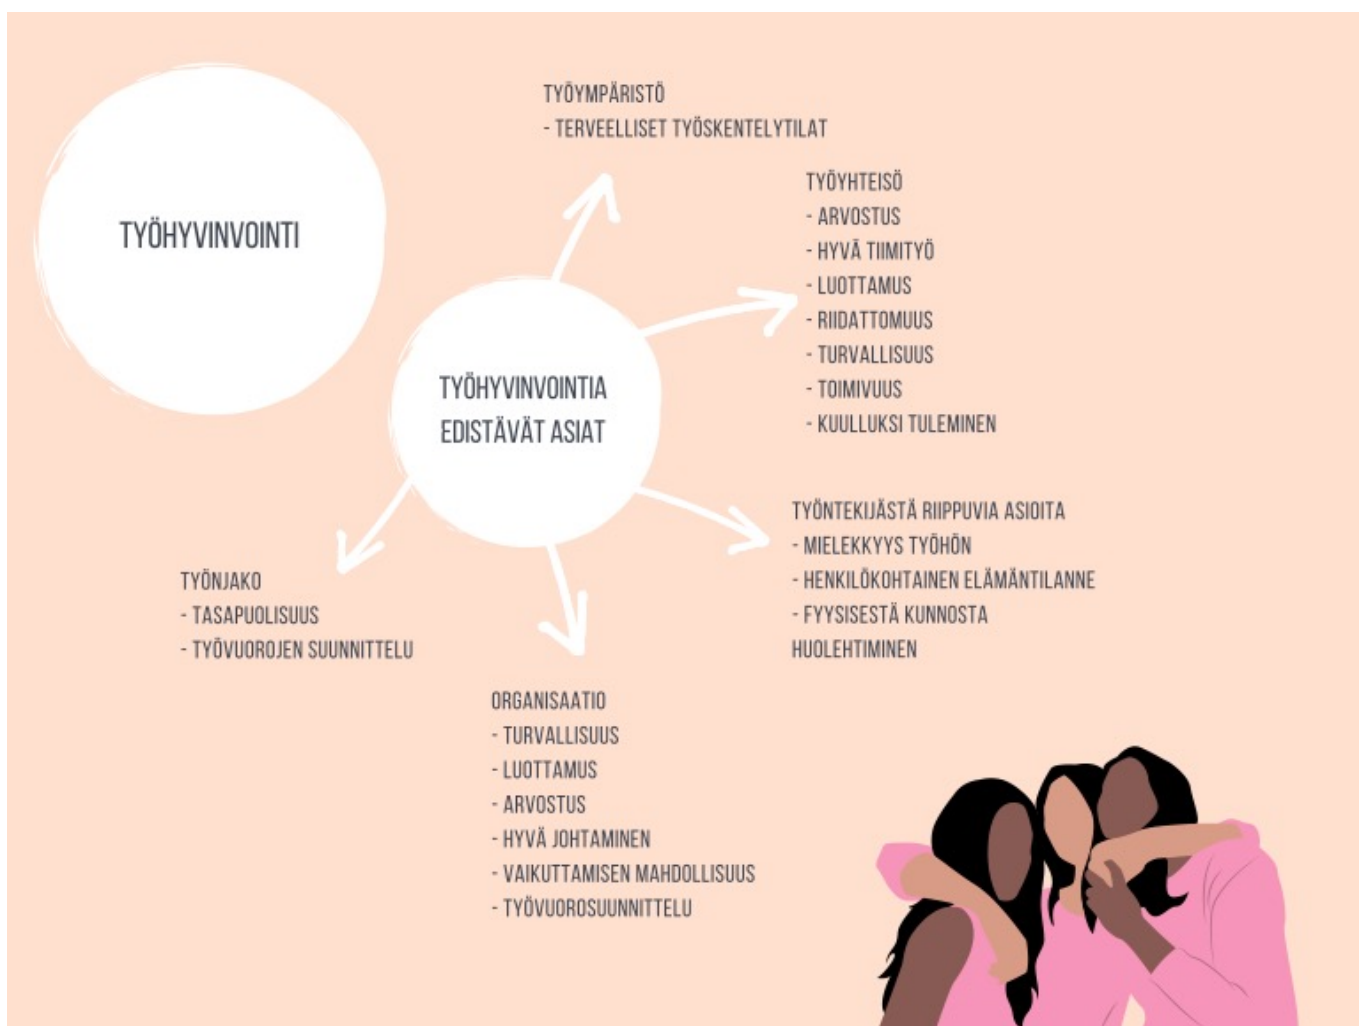 TYÖHYVINVOINTI
TYÖYMPÄRISTÖ
- TERVEELLISET TYÖSKENTELYTILAT
TYÖYHTEISÖ
- ARVOSTUS
- HYVÄ TIIMITYÖ
- LUOTTAMUS
- RIIDATTOMUUS
- TURVALLISUUS
- TOIMIVUUS
- KUULLUKSI TULEMINEN
TYÖHYVINVOINTIA
EDISTÄVÄT ASIAT
TYÖNTEKIJÄSTÄ RIIPPUVIA ASIOITA
- MIELEKKYYS TYÖHÖN
- HENKILÖKOHTAINEN ELÄMÄNTILANNE
- FYYSISESTÄ KUNNOSTA
HUOLEHTIMINEN
TYÖNJAKO
- TASAPUOLISUUS
- TYÖVUOROJEN SUUNNITTELU
ORGANISAATIO
- TURVALLISUUS
- LUOTTAMUS
- ARVOSTUS
- HYVÄ JOHTAMINEN
- VAIKUTTAMISEN MAHDOLLISUUS
- TYÖVUOROSUUNNITTELU